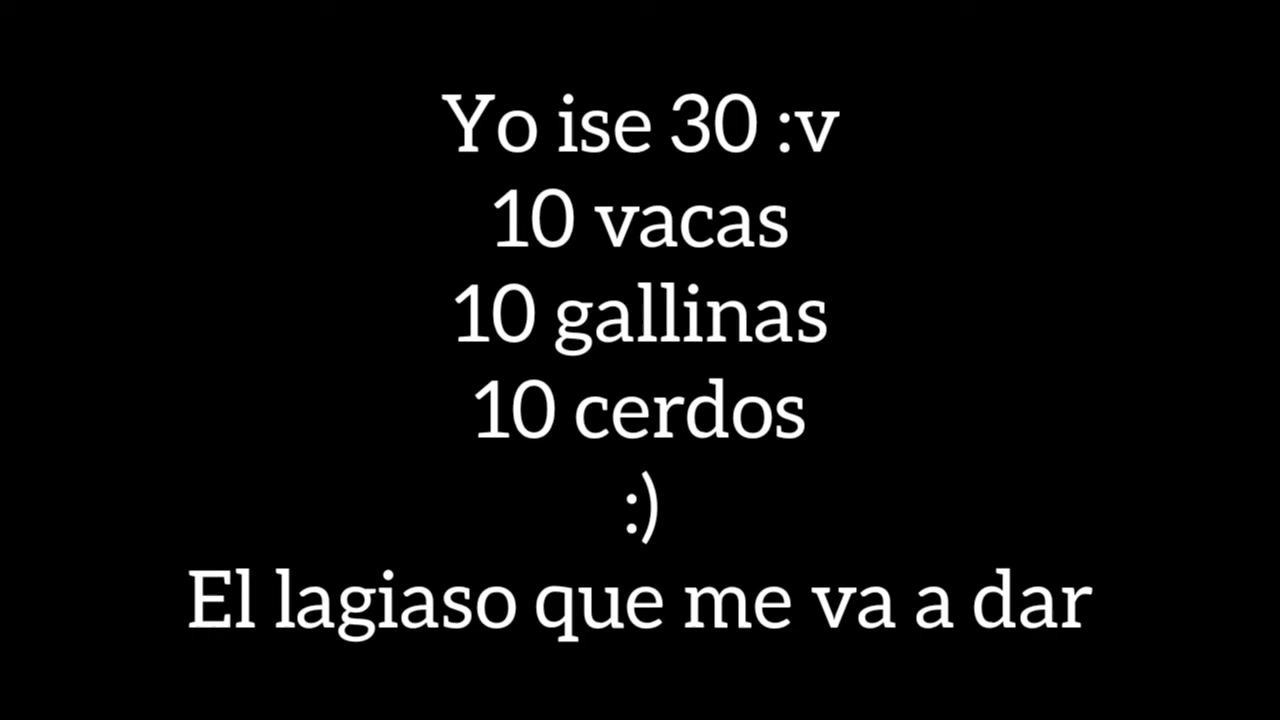 Yo ise 30 :v
10 vacas
10 gallinas
10 cerdos
:)
El lagiaso que me va a dar